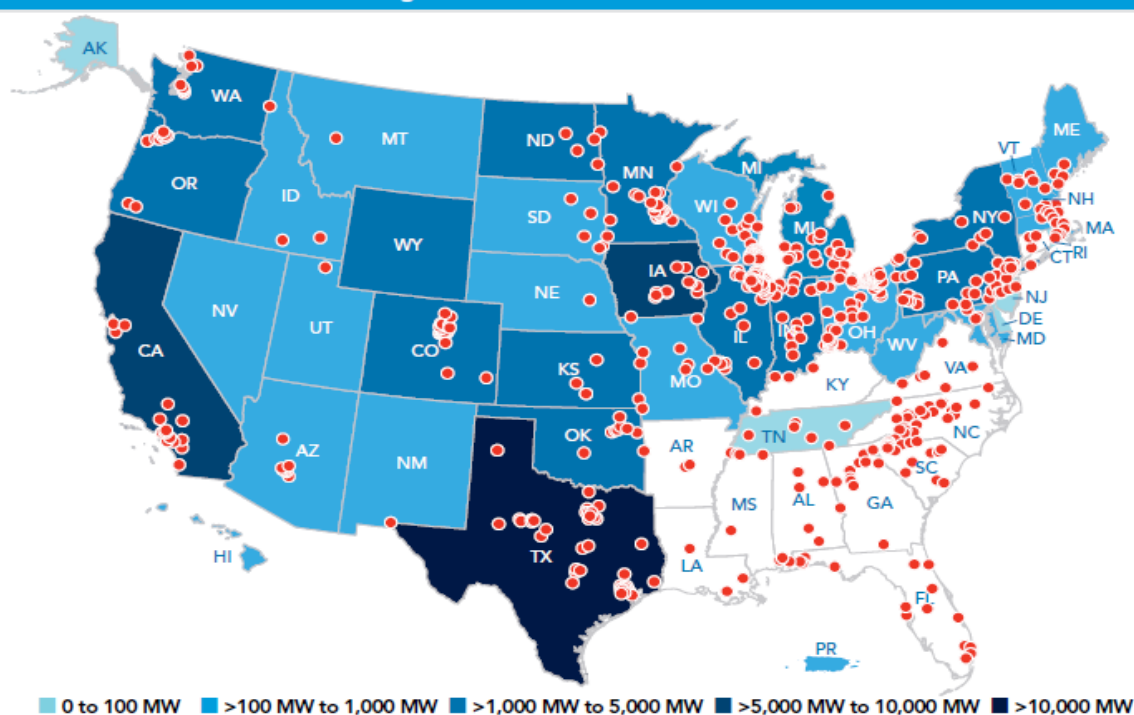 AK
WA
MT
ND
MN
MI
VT
ME
OR
ID
SD
WI
MI
NY
NH
MA
WY
IA
CT
RI
PA
NE
NJ
NV
UT
IL
IN
OH
DE
MD
CA
CO
KS
MO
WV
KY
VA
AZ
NM
OK
AR
TN
NC
SC
MS
AL
GA
TX
LA
HI
FL
PR
0 to 100 MW >100 MW to 1,000 MW >1,000 MW to 5,000 MW >5,000 MW to 10,000 MW >10,000 MW